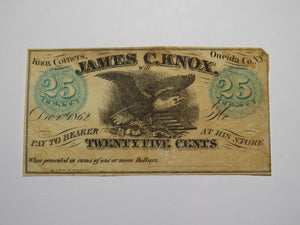 Knox Corners, Oneida Co. N.Y.
JAMES C. KNOX,
will
25 25
CENTS CENTS
Dec. 1st 1862
PAY TO BEARER AT HIS STORE
TWENTY FIVE CENTS
When presented in sums of one or more Dollars.